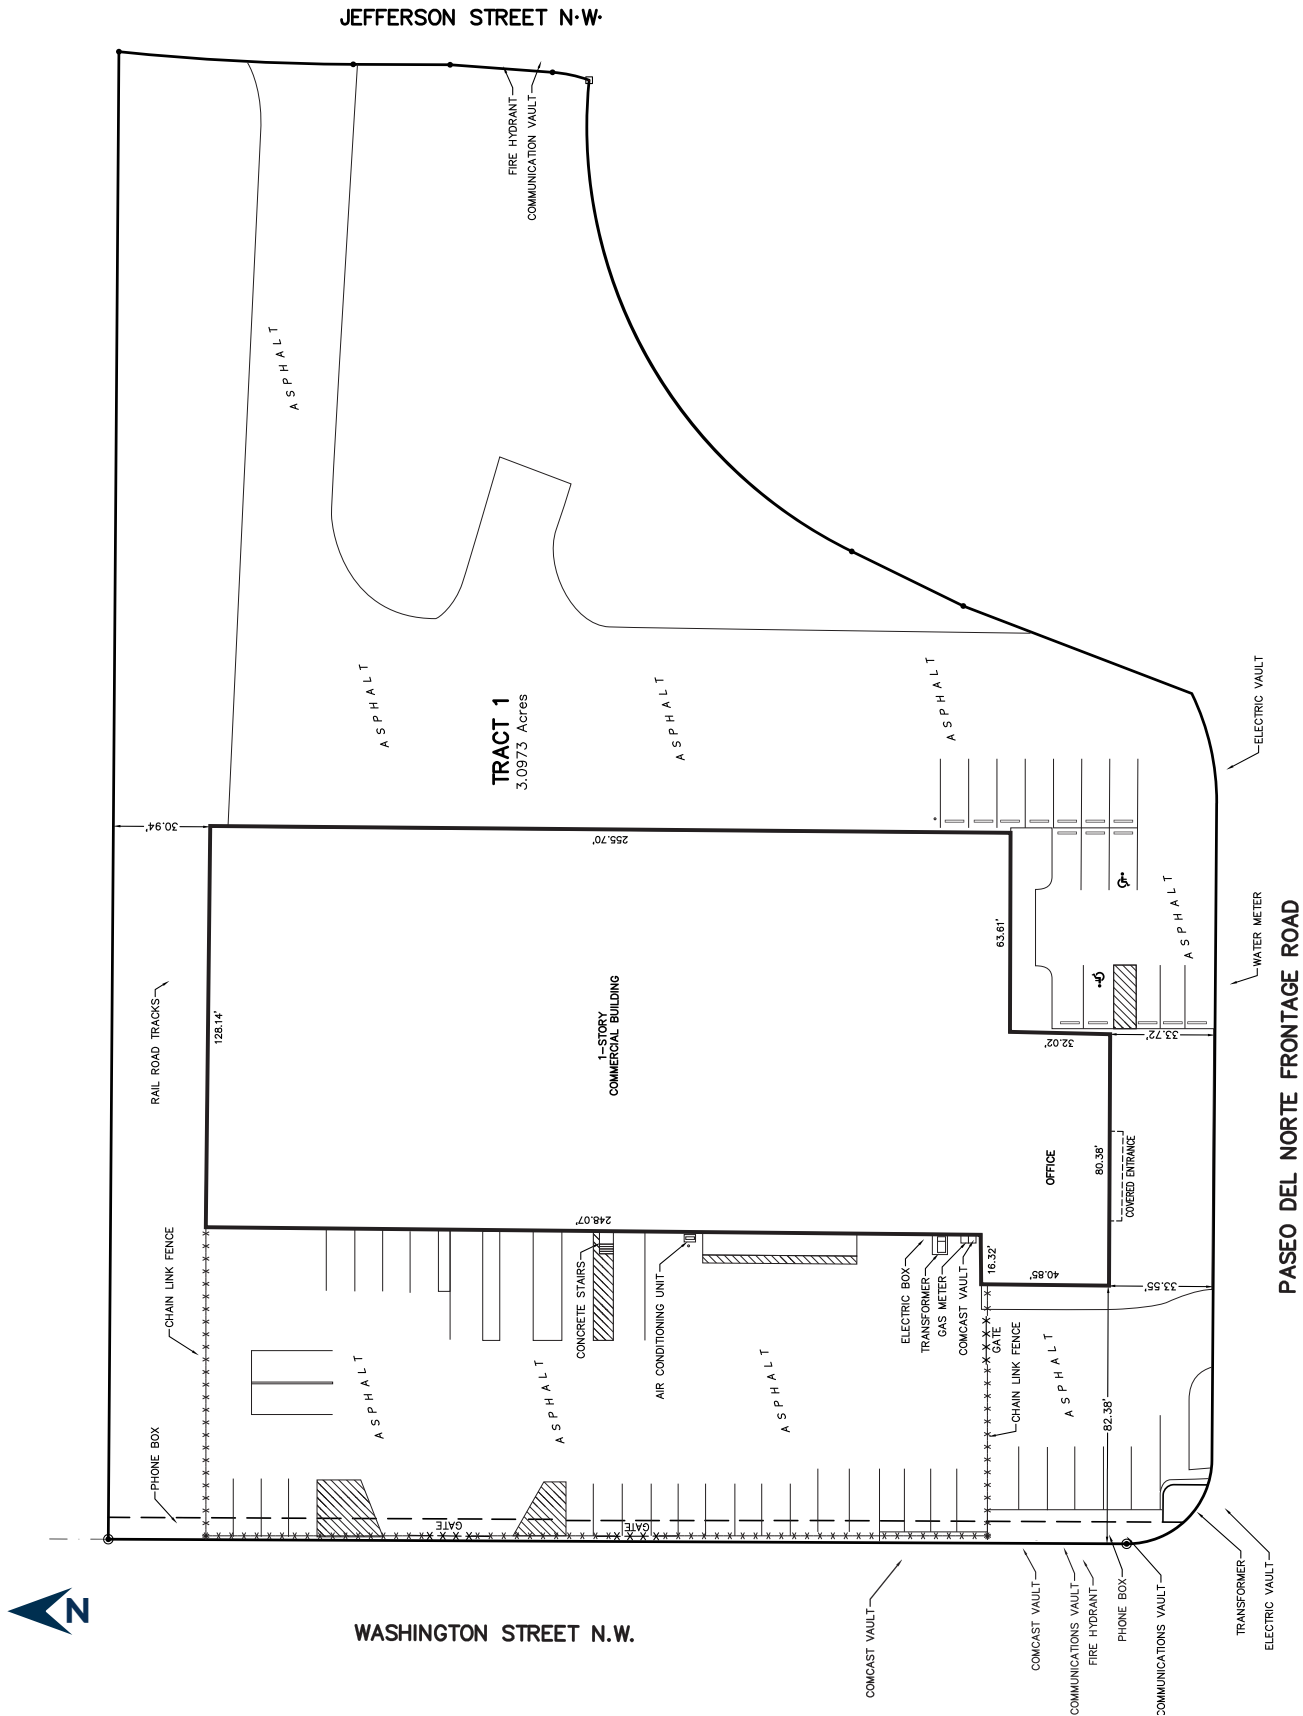 JEFFERSON STREET N.W.
FIRE HYDRANT
COMMUNICATION VAULT
ASPHALT
TRACT 1
3.0973 Acres
ASPHALT
ASPHALT
ASPHALT
ELECTRIC VAULT
30.94'
255.70'
63.61'
ASPHALT
WATER METER
RAIL ROAD TRACKS
128.14'
1-STORY
COMMERCIAL BUILDING
32.02'
33.72'
OFFICE
80.38'
COVERED ENTRANCE
PASEO DEL NORTE FRONTAGE ROAD
248.07'
CHAIN LINK FENCE
CONCRETE STAIRS
AIR CONDITIONING UNIT
ELECTRIC BOX
TRANSFORMER
GAS METER
COMCAST VAULT
16.32'
40.85'
33.55'
GATE
CHAIN LINK FENCE
ASPHALT
ASPHALT
ASPHALT
ASPHALT
82.38'
PHONE BOX
GATE
GATE
N
WASHINGTON STREET N.W.
COMCAST VAULT
COMCAST VAULT
COMMUNICATIONS VAULT
FIRE HYDRANT
PHONE BOX
COMMUNICATIONS VAULT
TRANSFORMER
ELECTRIC VAULT